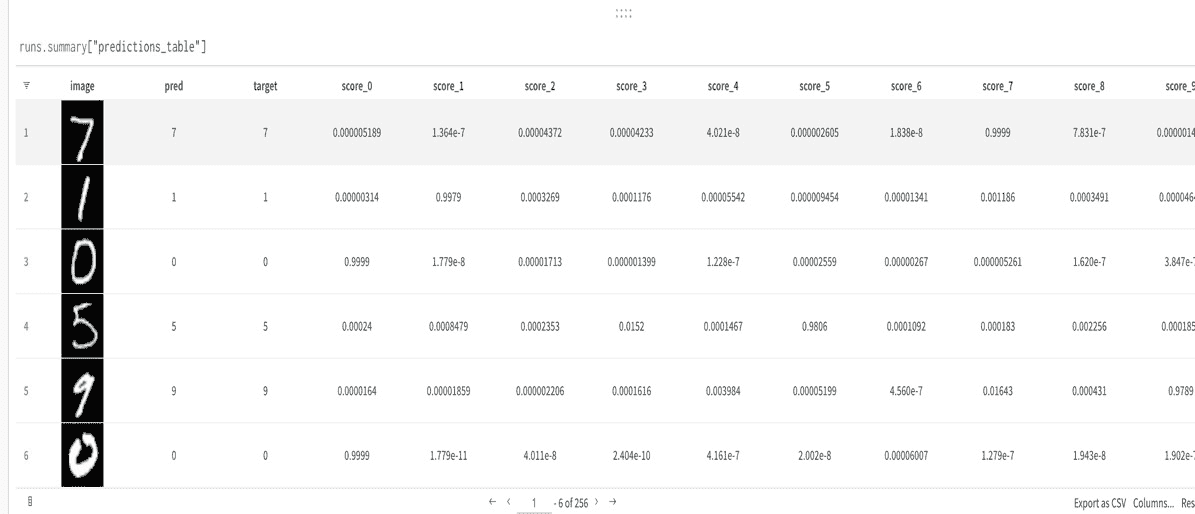 runs.summary["predictions_table"]
image pred target score_0 score_1 score_2 score_3 score_4 score_5 score_6 score_7 score_8 score_9
1 7 7 7 0.000005189 1.364e-7 0.00004372 0.00004233 4.021e-8 0.000002605 1.838e-8 0.9999 7.831e-7 0.0000014
2 1 1 1 0.00000314 0.9979 0.0003269 0.0001176 0.00005542 0.000009454 0.00001341 0.001186 0.0003491 0.000046
3 0 0 0 0.9999 1.779e-8 0.00001713 0.000001399 1.228e-7 0.00002559 0.00000267 0.000005261 1.620e-7 3.847e-7
4 5 5 5 0.00024 0.0008479 0.0002353 0.0152 0.0001467 0.9806 0.0001092 0.000183 0.002256 0.000185
5 9 9 9 0.0000164 0.00001859 0.000002206 0.0001616 0.003984 0.00005199 4.560e-7 0.01643 0.000431 0.9789
6 0 0 0 0.9999 1.779e-11 4.011e-8 2.404e-10 4.161e-7 2.002e-8 0.00006007 1.279e-7 1.943e-8 1.902e-7
← < 1 - 6 of 256 > → Export as CSV Columns... Res